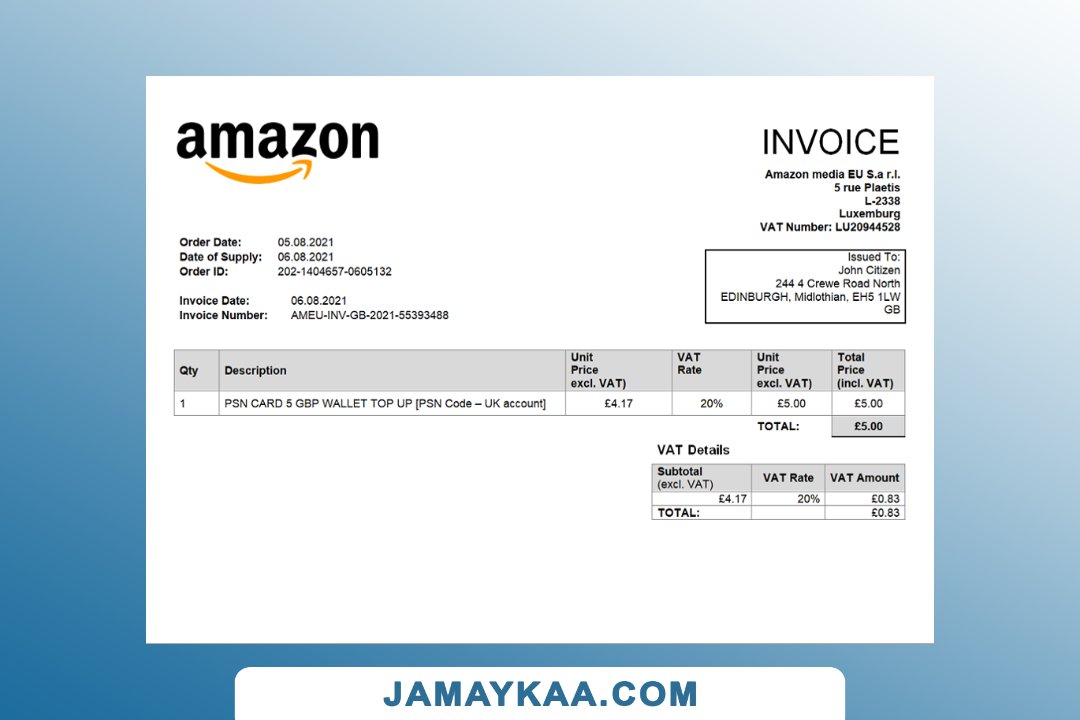 amazon
INVOICE
Amazon media EU S.a r.l.
5 rue Plaetis
L-2338
Luxemburg
VAT Number: LU20944528
Order Date: 05.08.2021
Date of Supply: 06.08.2021
Order ID: 202-1404657-0605132
Invoice Date: 06.08.2021
Invoice Number: AMEU-INV-GB-2021-55393488
Issued To:
John Citizen
244 4 Crewe Road North
EDINBURGH, Midlothian, EH5 1LW
GB
Qty Description Unit Price excl. VAT) VAT Rate Unit Price excl. VAT) Total Price (incl. VAT)
1 PSN CARD 5 GBP WALLET TOP UP [PSN Code – UK account] £4.17 20% £5.00 £5.00
TOTAL: £5.00
VAT Details
Subtotal (excl. VAT) VAT Rate VAT Amount
£4.17 20% £0.83
TOTAL: £0.83
JAMAYKAA.COM